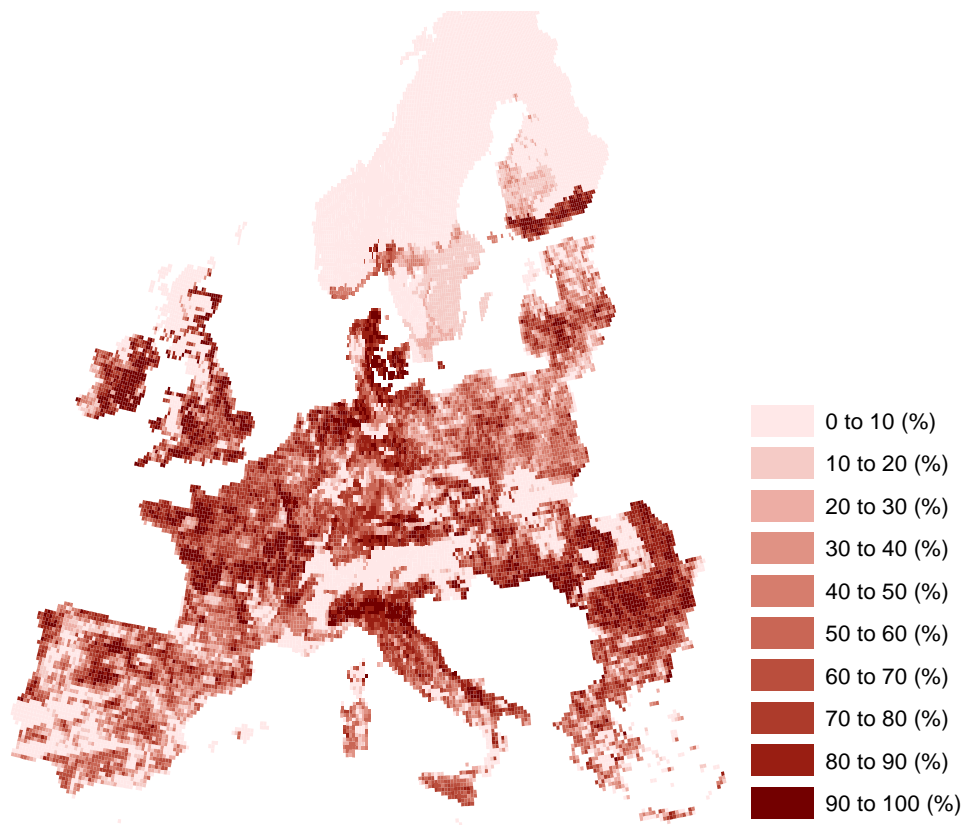 0 to 10 (%)
10 to 20 (%)
20 to 30 (%)
30 to 40 (%)
40 to 50 (%)
50 to 60 (%)
60 to 70 (%)
70 to 80 (%)
80 to 90 (%)
90 to 100 (%)